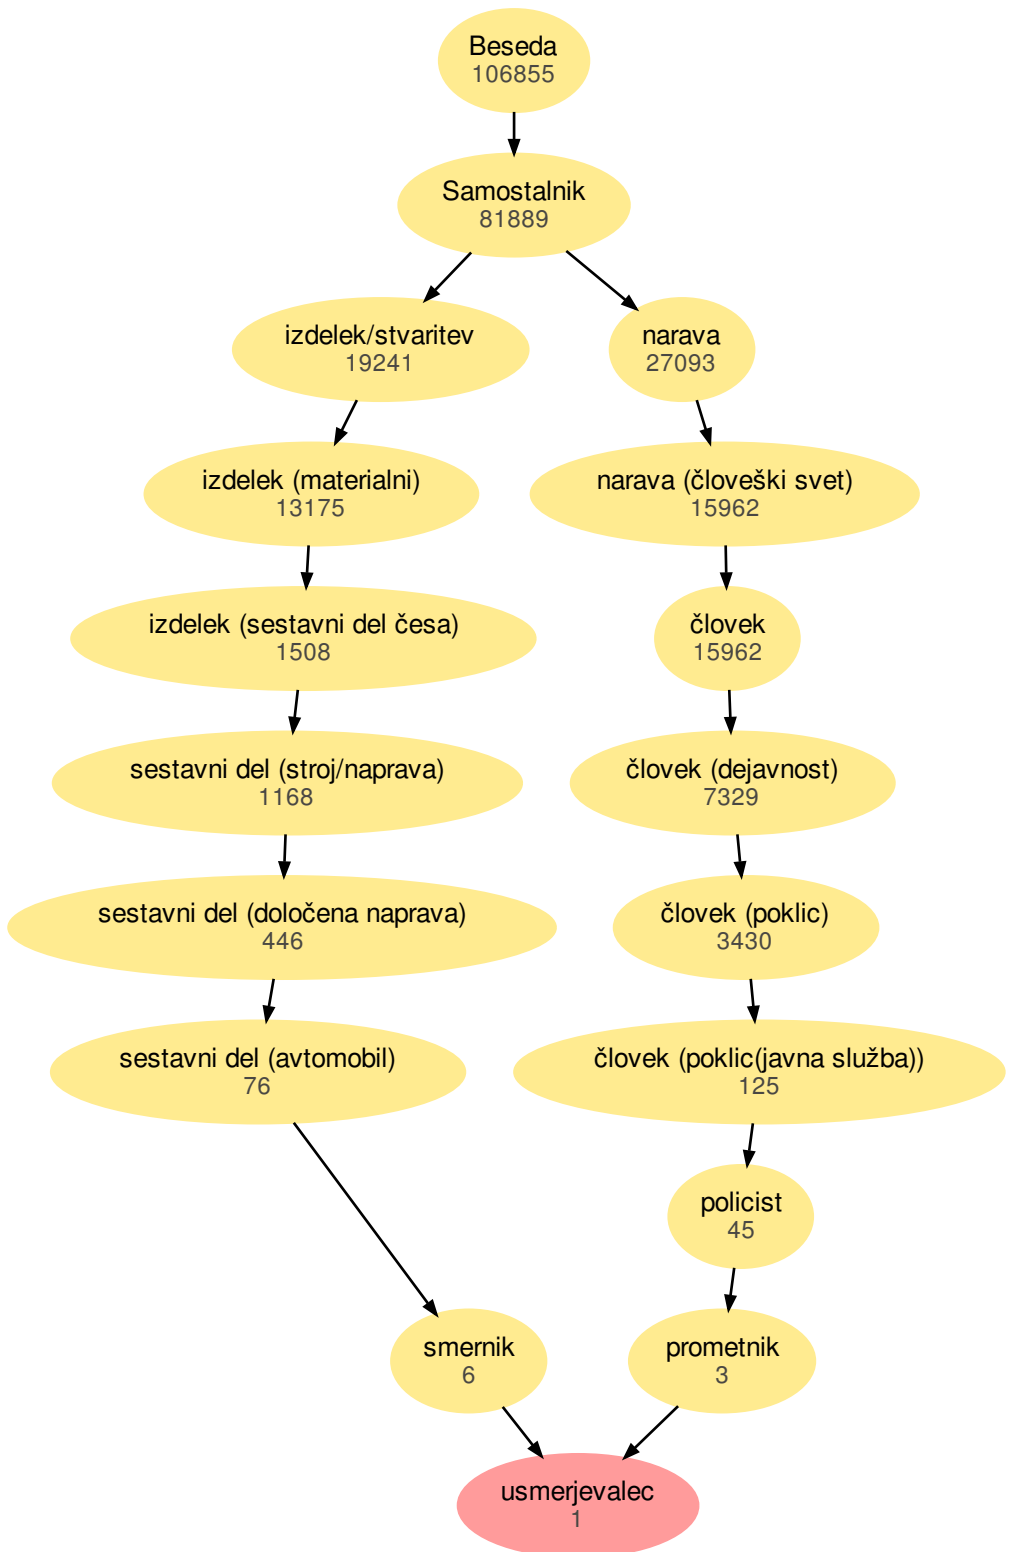 Beseda
106855
Samostalnik
81889
izdelek/stvaritev
19241
narava
27093
izdelek (materialni)
13175
narava (človeški svet)
15962
izdelek (sestavni del česa)
1508
človek
15962
sestavni del (stroj/naprava)
1168
človek (dejavnost)
7329
sestavni del (določena naprava)
446
človek (poklic)
3430
sestavni del (avtomobil)
76
človek (poklic(javna služba))
125
policist
45
smernik
6
prometnik
3
usmerjevalec
1